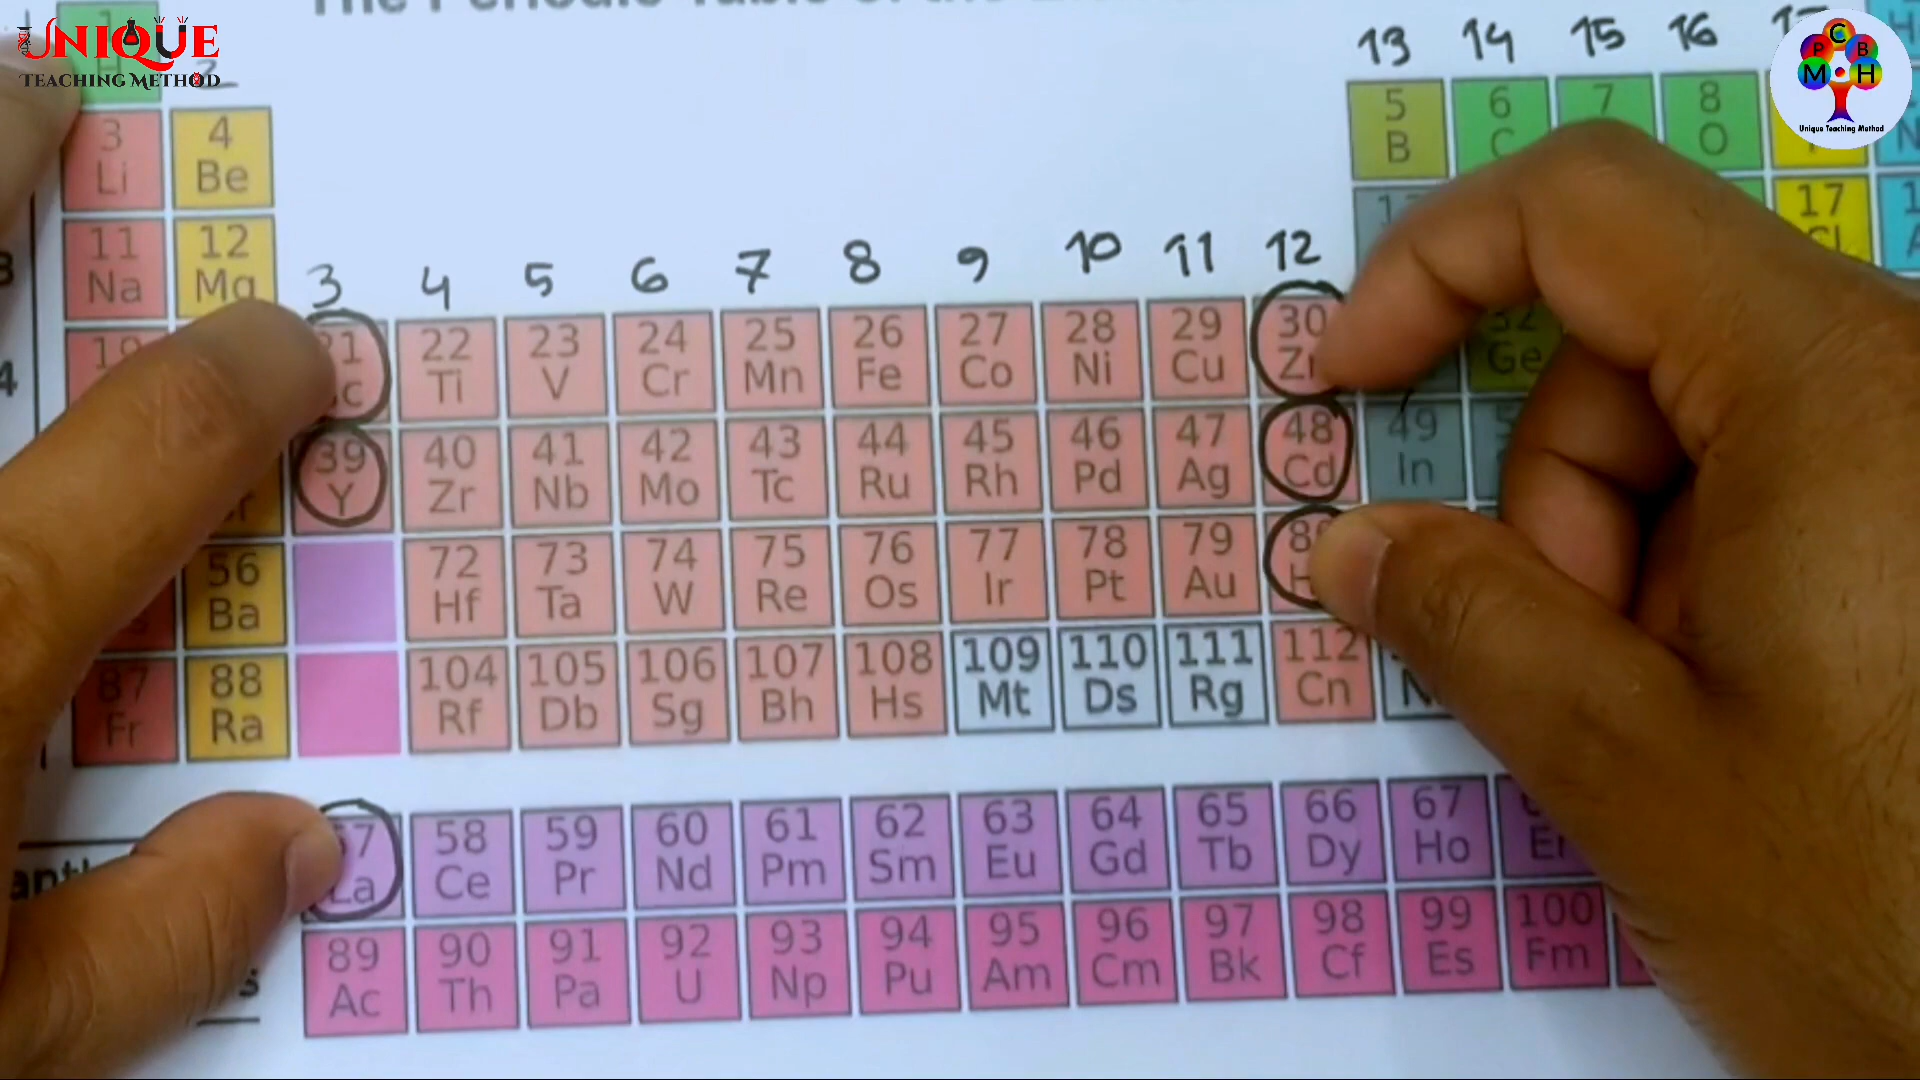 UNIQUE
TEACHING METHOD
P C B
M H
Unique Teaching Method
2
13 14 15 16
3 4 5 6 7 8 9 10 11 12
3 4 5 6 7 8
Li Be B C O
11 12 17
Na Mg Cl
22 23 24 25 26 27 28 29 30 32
Ti V Cr Mn Fe Co Ni Cu Ge
4
39 40 41 42 43 44 45 46 47 48 49
Y Zr Nb Mo Tc Ru Rh Pd Ag Cd In
56 72 73 74 75 76 77 78 79
Ba Hf Ta W Re Os Ir Pt Au
87 88 104 105 106 107 108 109 110 111 112
Fr Ra Rf Db Sg Bh Hs Mt Ds Rg Cn
57 58 59 60 61 62 63 64 65 66 67
La Ce Pr Nd Pm Sm Eu Gd Tb Dy Ho
89 90 91 92 93 94 95 96 97 98 99 100
Ac Th Pa U Np Pu Am Cm Bk Cf Es Fm